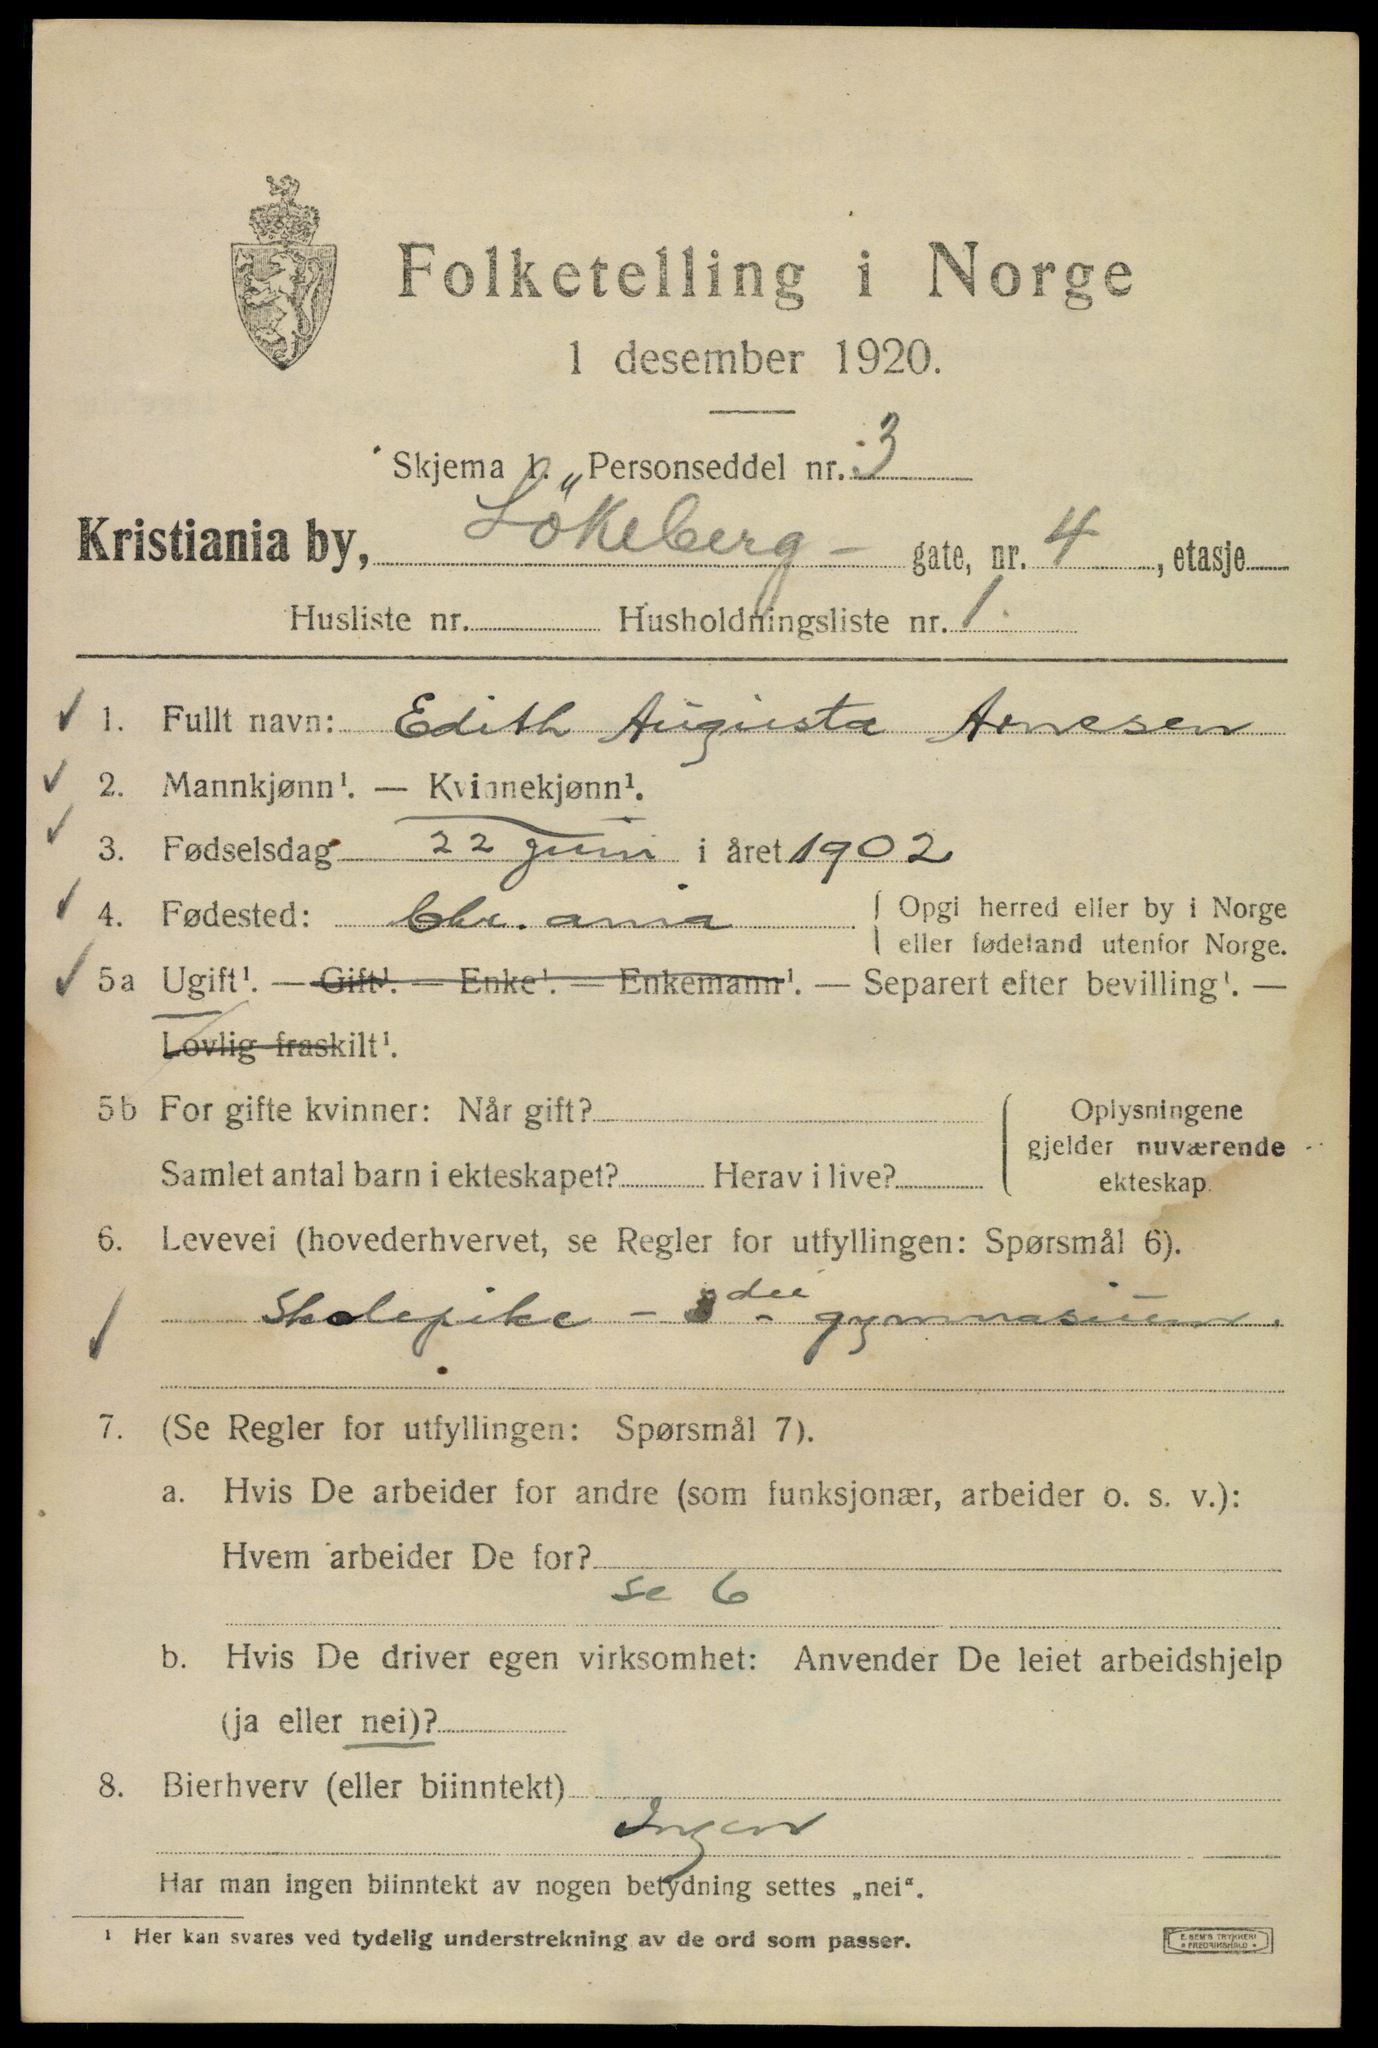 Folketelling i Norge
1 desember 1920.
Skjema 1. „ Personseddel nr. 3
Kristiania by, Lökeberg- gate, nr. 4, etasje
Husliste nr. Husholdningsliste nr. 1.
1. Fullt navn: Edith Augusta Arnesen
2. Mannkjønn¹. — Kvinnekjønn¹.
3. Fødselsdag 22 juni i året 1902
4. Fødested: Chr.ania { Opgi herred eller by i Norge
eller fødeland utenfor Norge.
5a Ugift¹. — Gift¹. — Enke¹. — Enkemann¹. — Separert efter bevilling¹. —
Lovlig fraskilt¹.
5b For gifte kvinner: Når gift? { Oplysningene
gjelder nuværende
Samlet antal barn i ekteskapet? Herav i live? ekteskap.
6. Levevei (hovederhvervet, se Regler for utfyllingen: Spørsmål 6).
Skolepike - 3die gymnasium.
7. (Se Regler for utfyllingen: Spørsmål 7).
a. Hvis De arbeider for andre (som funksjonær, arbeider o. s. v.):
Hvem arbeider De for?
se 6
b. Hvis De driver egen virksomhet: Anvender De leiet arbeidshjelp
(ja eller nei)?
8. Bierhverv (eller biinntekt)
Ingen
Har man ingen biinntekt av nogen betydning settes „nei“.
¹ Her kan svares ved tydelig understrekning av de ord som passer.
E. SEM'S TRYKKERI
• FREDRIKSHALD •